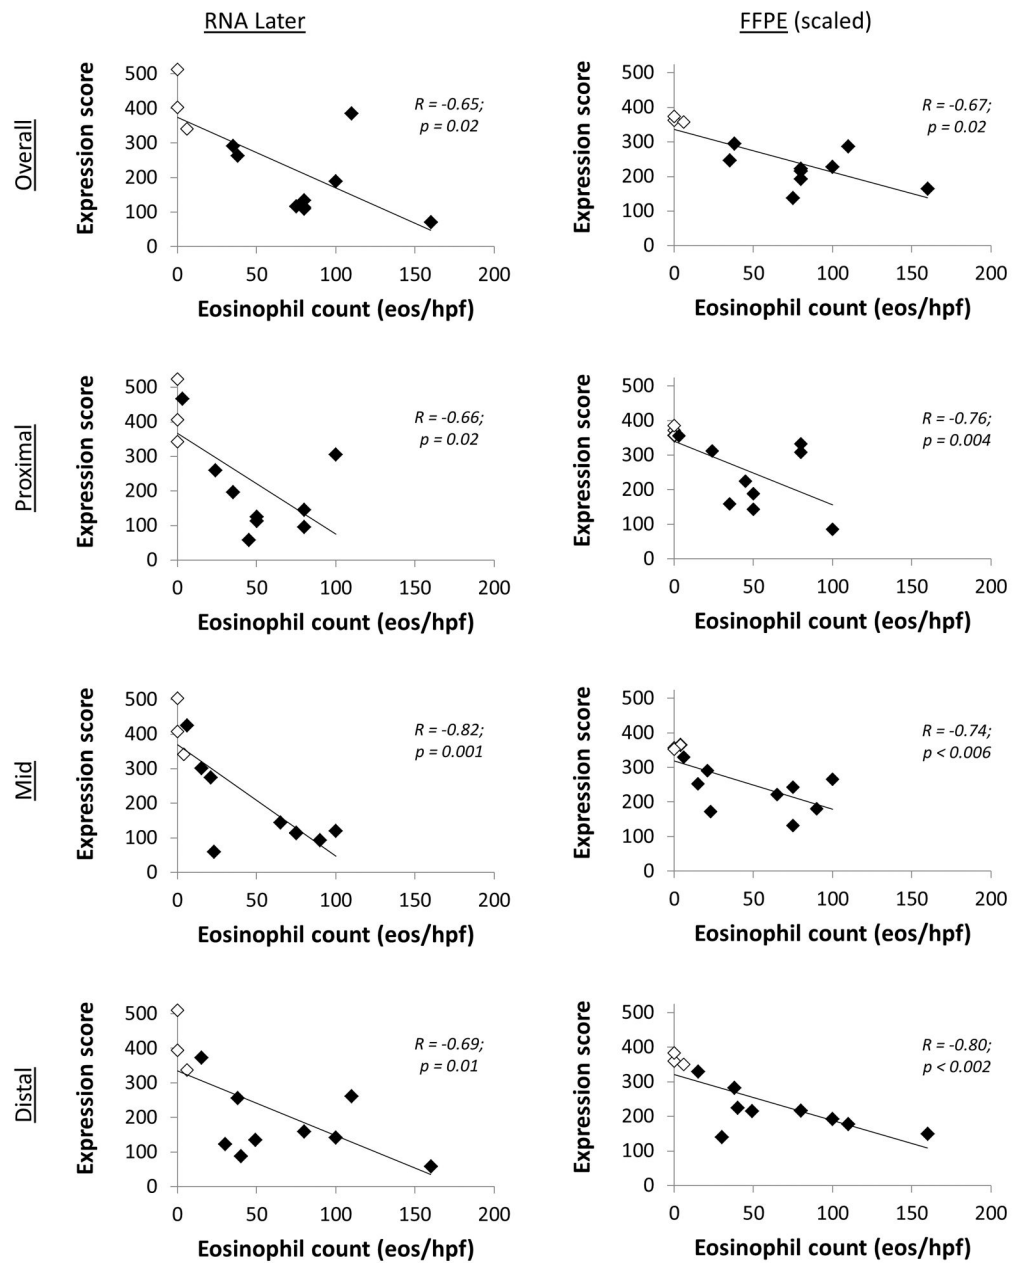 RNA Later
FFPE (scaled)
Overall
Expression score
500
400
300
200
100
0
R = -0.65;
p = 0.02
0 50 100 150 200
Eosinophil count (eos/hpf)
Expression score
500
400
300
200
100
0
R = -0.67;
p = 0.02
0 50 100 150 200
Eosinophil count (eos/hpf)
Proximal
Expression score
500
400
300
200
100
0
R = -0.66;
p = 0.02
0 50 100 150 200
Eosinophil count (eos/hpf)
Expression score
500
400
300
200
100
0
R = -0.76;
p = 0.004
0 50 100 150 200
Eosinophil count (eos/hpf)
Mid
Expression score
500
400
300
200
100
0
R = -0.82;
p = 0.001
0 50 100 150 200
Eosinophil count (eos/hpf)
Expression score
500
400
300
200
100
0
R = -0.74;
p < 0.006
0 50 100 150 200
Eosinophil count (eos/hpf)
Distal
Expression score
500
400
300
200
100
0
R = -0.69;
p = 0.01
0 50 100 150 200
Eosinophil count (eos/hpf)
Expression score
500
400
300
200
100
0
R = -0.80;
p < 0.002
0 50 100 150 200
Eosinophil count (eos/hpf)